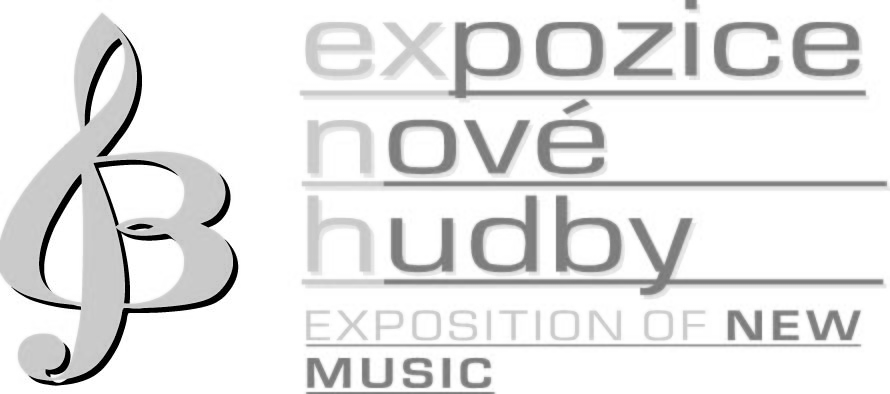 expozice
nové
hudby
EXPOSITION OF NEW
MUSIC